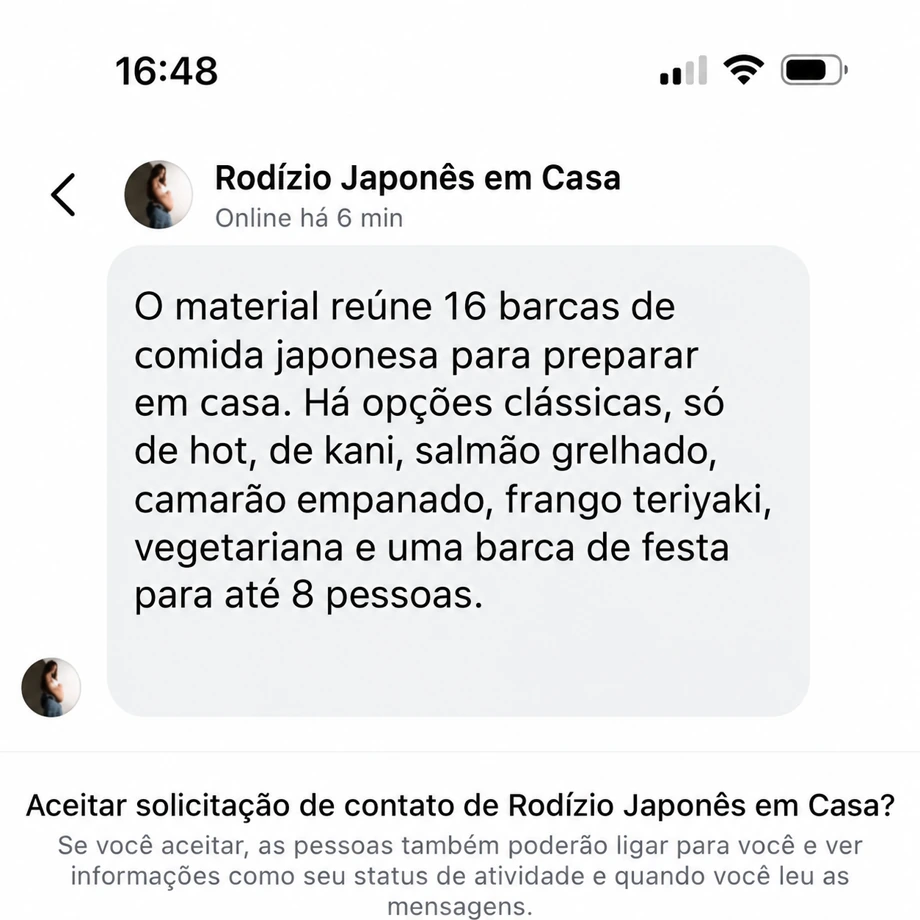 16:48
Rodízio Japonês em Casa
Online há 6 min
O material reúne 16 barcas de
comida japonesa para preparar
em casa. Há opções clássicas, só
de hot, de kani, salmão grelhado,
camarão empanado, frango teriyaki,
vegetariana e uma barca de festa
para até 8 pessoas.
Aceitar solicitação de contato de Rodízio Japonês em Casa?
Se você aceitar, as pessoas também poderão ligar para você e ver
informações como seu status de atividade e quando você leu as
mensagens.